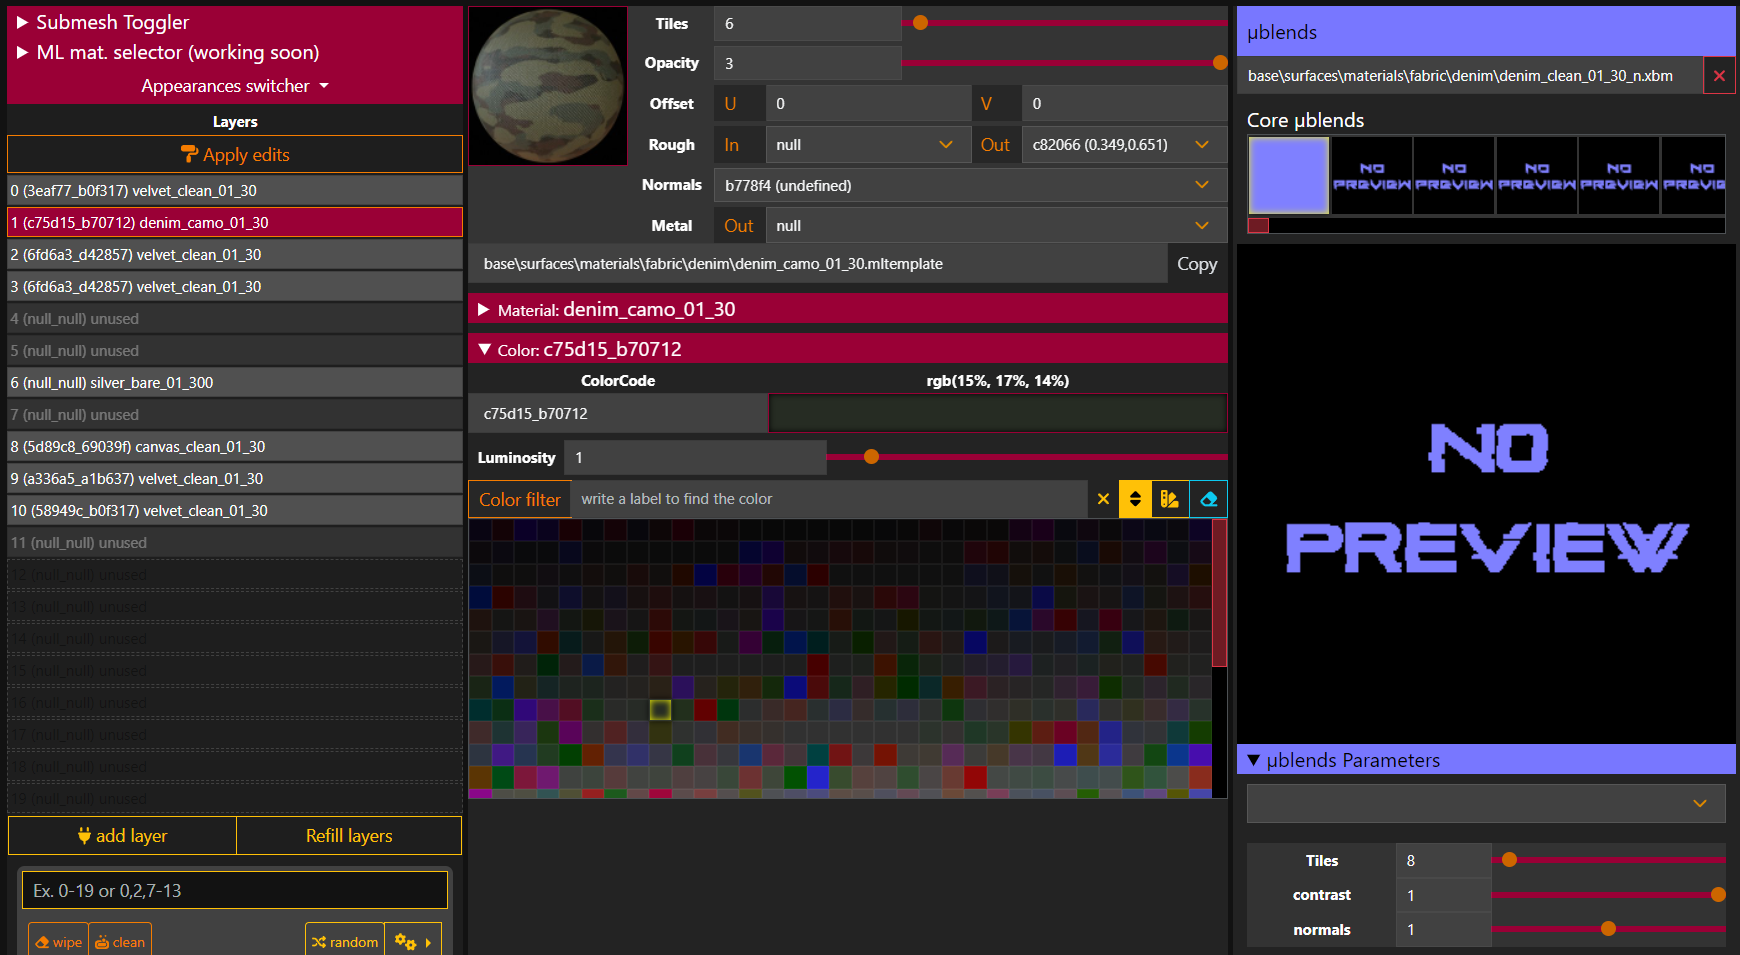 Submesh Toggler
ML mat. selector (working soon)
Appearances switcher
Layers
Apply edits
0 (3eaf77_b0f317) velvet_clean_01_30
1 (c75d15_b70712) denim_camo_01_30
2 (6fd6a3_d42857) velvet_clean_01_30
3 (6fd6a3_d42857) velvet_clean_01_30
4 (null_null) unused
5 (null_null) unused
6 (null_null) silver_bare_01_300
7 (null_null) unused
8 (5d89c8_69039f) canvas_clean_01_30
9 (a336a5_a1b637) velvet_clean_01_30
10 (58949c_b0f317) velvet_clean_01_30
11 (null_null) unused
12 (null_null) unused
13 (null_null) unused
14 (null_null) unused
15 (null_null) unused
16 (null_null) unused
17 (null_null) unused
18 (null_null) unused
19 (null_null) unused
add layer
Refill layers
Ex. 0-19 or 0,2,7-13
wipe
clean
random
Tiles 6
Opacity 3
Offset U 0 V 0
Rough In null Out c82066 (0.349,0.651)
Normals b778f4 (undefined)
Metal Out null
base\surfaces\materials\fabric\denim\denim_camo_01_30.mltemplate Copy
Material: denim_camo_01_30
Color: c75d15_b70712
ColorCode rgb(15%, 17%, 14%)
c75d15_b70712
Luminosity 1
Color filter write a label to find the color
µblends
base\surfaces\materials\fabric\denim\denim_clean_01_30_n.xbm
Core µblends
NO PREVIEW
NO PREVIEW
NO PREVIEW
NO PREVIEW
NO PREVIEW
NO
PREVIEW
µblends Parameters
Tiles 8
contrast 1
normals 1